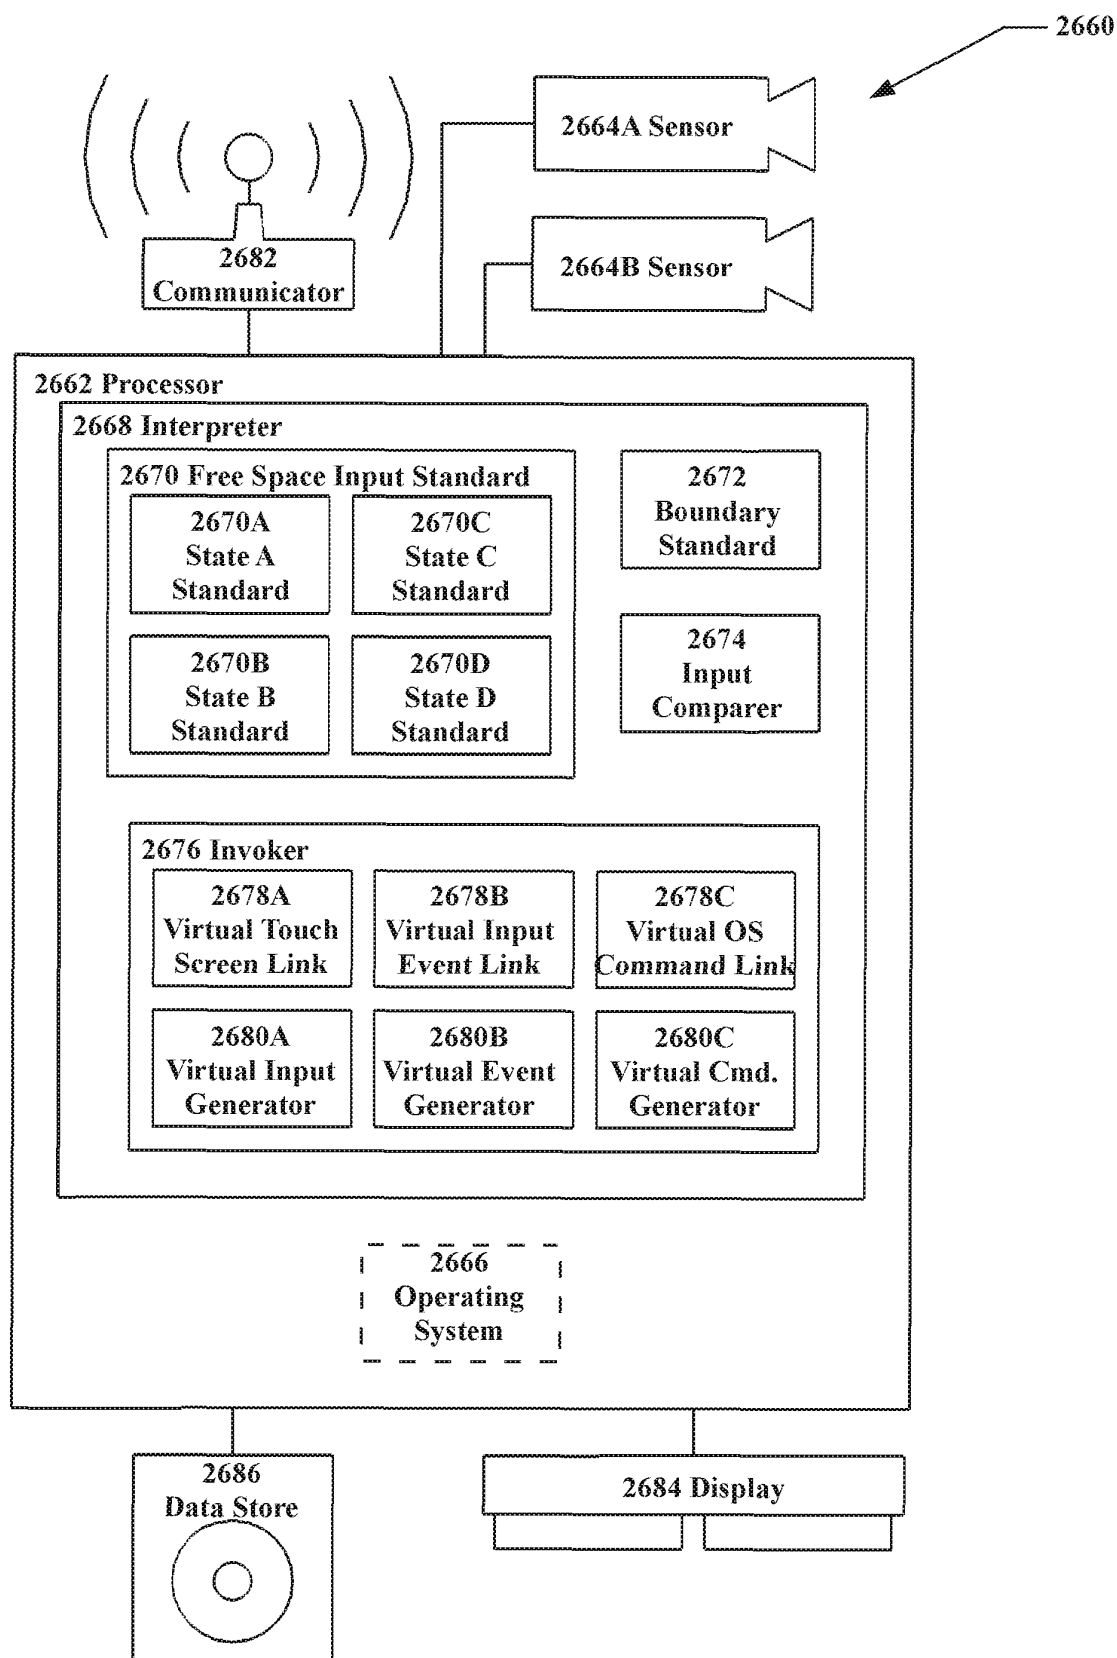 2660
2664A Sensor
2664B Sensor
2682
Communicator
2662 Processor
2668 Interpreter
2670 Free Space Input Standard
2670A
State A
Standard
2670C
State C
Standard
2670B
State B
Standard
2670D
State D
Standard
2672
Boundary
Standard
2674
Input
Comparer
2676 Invoker
2678A
Virtual Touch
Screen Link
2678B
Virtual Input
Event Link
2678C
Virtual OS
Command Link
2680A
Virtual Input
Generator
2680B
Virtual Event
Generator
2680C
Virtual Cmd.
Generator
2666
Operating
System
2686
Data Store
2684 Display